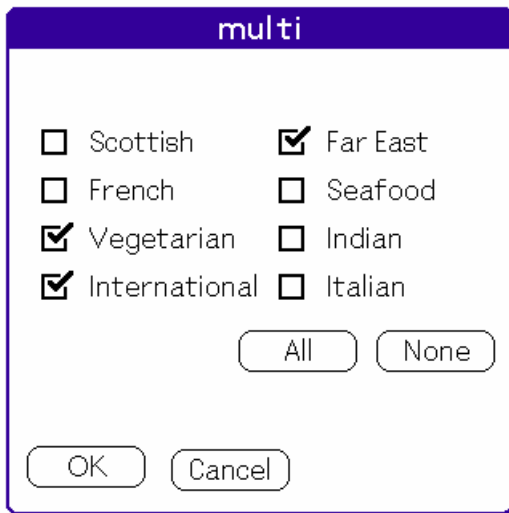 multi
Scottish Far East
French Seafood
Vegetarian Indian
International Italian
All None
OK Cancel